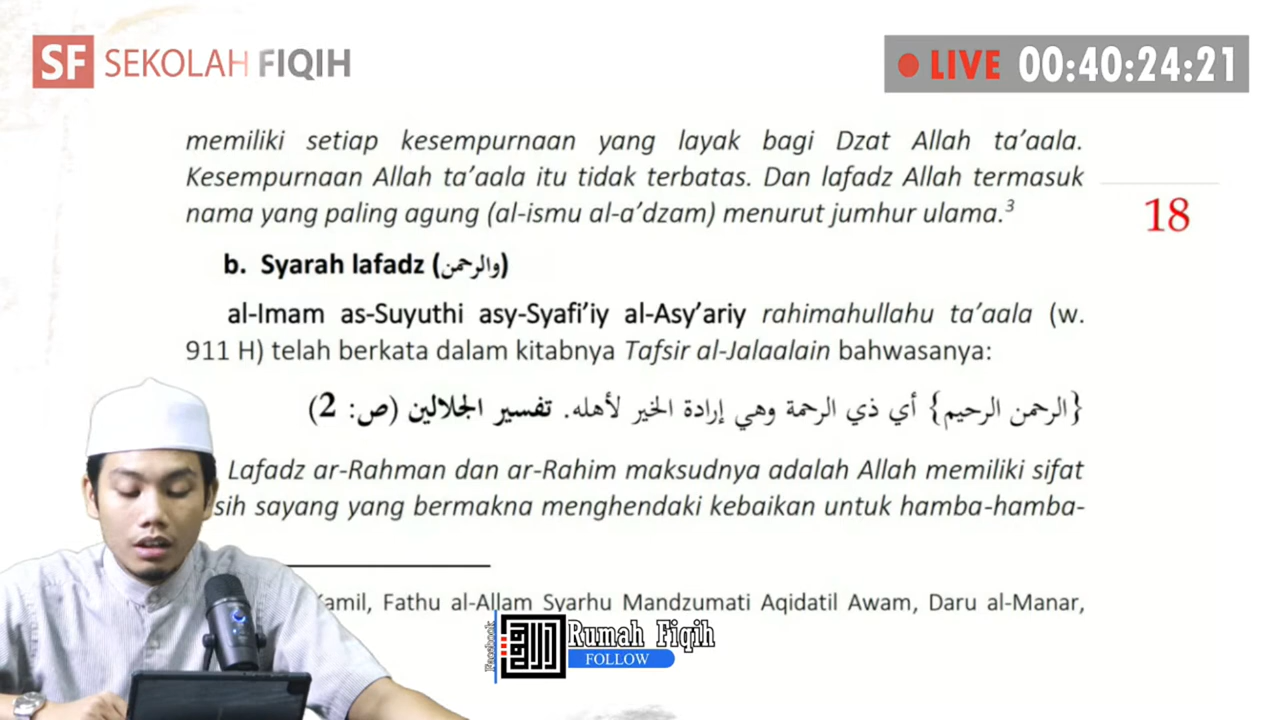 SF SEKOLAH FIQIH
LIVE 00:40:24:21
memiliki setiap kesempurnaan yang layak bagi Dzat Allah ta’aala.
Kesempurnaan Allah ta’aala itu tidak terbatas. Dan lafadz Allah termasuk
nama yang paling agung (al-ismu al-a’dzam) menurut jumhur ulama.³
18
b. Syarah lafadz (والرحمن)
al-Imam as-Suyuthi asy-Syafi’iy al-Asy’ariy rahimahullahu ta’aala (w.
911 H) telah berkata dalam kitabnya Tafsir al-Jalaalain bahwasanya:
{الرحمن الرحيم} أي ذي الرحمة وهي إرادة الخير لأهله. تفسير الجلالين (ص: 2)
Lafadz ar-Rahman dan ar-Rahim maksudnya adalah Allah memiliki sifat
sih sayang yang bermakna menghendaki kebaikan untuk hamba-hamba-
amil, Fathu al-Allam Syarhu Mandzumati Aqidatil Awam, Daru al-Manar,
Facebook
Rumah Fiqih
FOLLOW